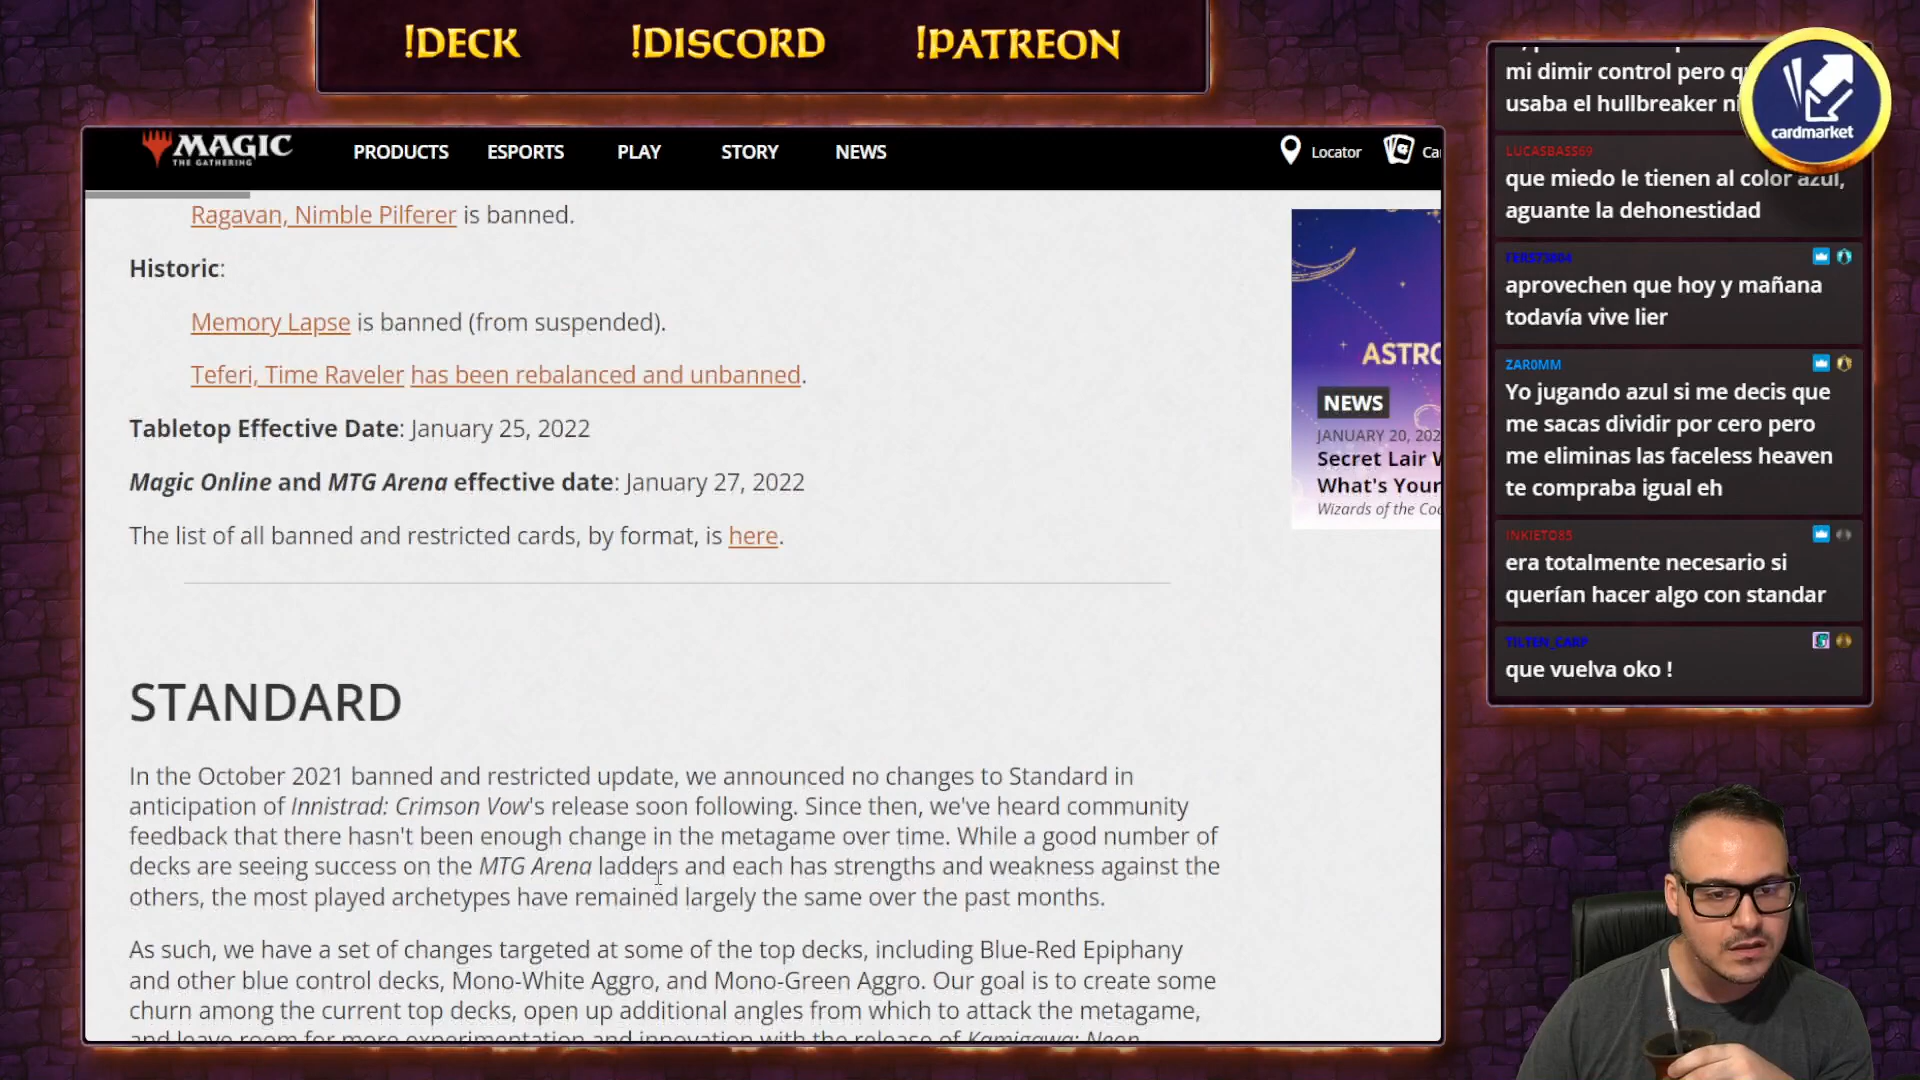 !DECK !DISCORD !PATREON
MAGIC
THE GATHERING
PRODUCTS ESPORTS PLAY STORY NEWS
Locator
Ragavan, Nimble Pilferer is banned.
Historic:
Memory Lapse is banned (from suspended).
Teferi, Time Raveler has been rebalanced and unbanned.
Tabletop Effective Date: January 25, 2022
Magic Online and MTG Arena effective date: January 27, 2022
The list of all banned and restricted cards, by format, is here.
STANDARD
In the October 2021 banned and restricted update, we announced no changes to Standard in
anticipation of Innistrad: Crimson Vow's release soon following. Since then, we've heard community
feedback that there hasn't been enough change in the metagame over time. While a good number of
decks are seeing success on the MTG Arena ladders and each has strengths and weakness against the
others, the most played archetypes have remained largely the same over the past months.
As such, we have a set of changes targeted at some of the top decks, including Blue-Red Epiphany
and other blue control decks, Mono-White Aggro, and Mono-Green Aggro. Our goal is to create some
churn among the current top decks, open up additional angles from which to attack the metagame,
and leave room for more experimentation and innovation with the release of Kamigawa: Neon
ASTRO
NEWS
JANUARY 20, 202
Secret Lair
What's Your
Wizards of the
mi dimir control pero
usaba el hullbreaker
cardmarket
LUCASBASS69
que miedo le tienen al color azul,
aguante la dehonestidad
aprovechen que hoy y mañana
todavía vive lier
ZAR0MM
Yo jugando azul si me decis que
me sacas dividir por cero pero
me eliminas las faceless heaven
te compraba igual eh
INKIETO85
era totalmente necesario si
querían hacer algo con standar
TILTEN_CARP
que vuelva oko !